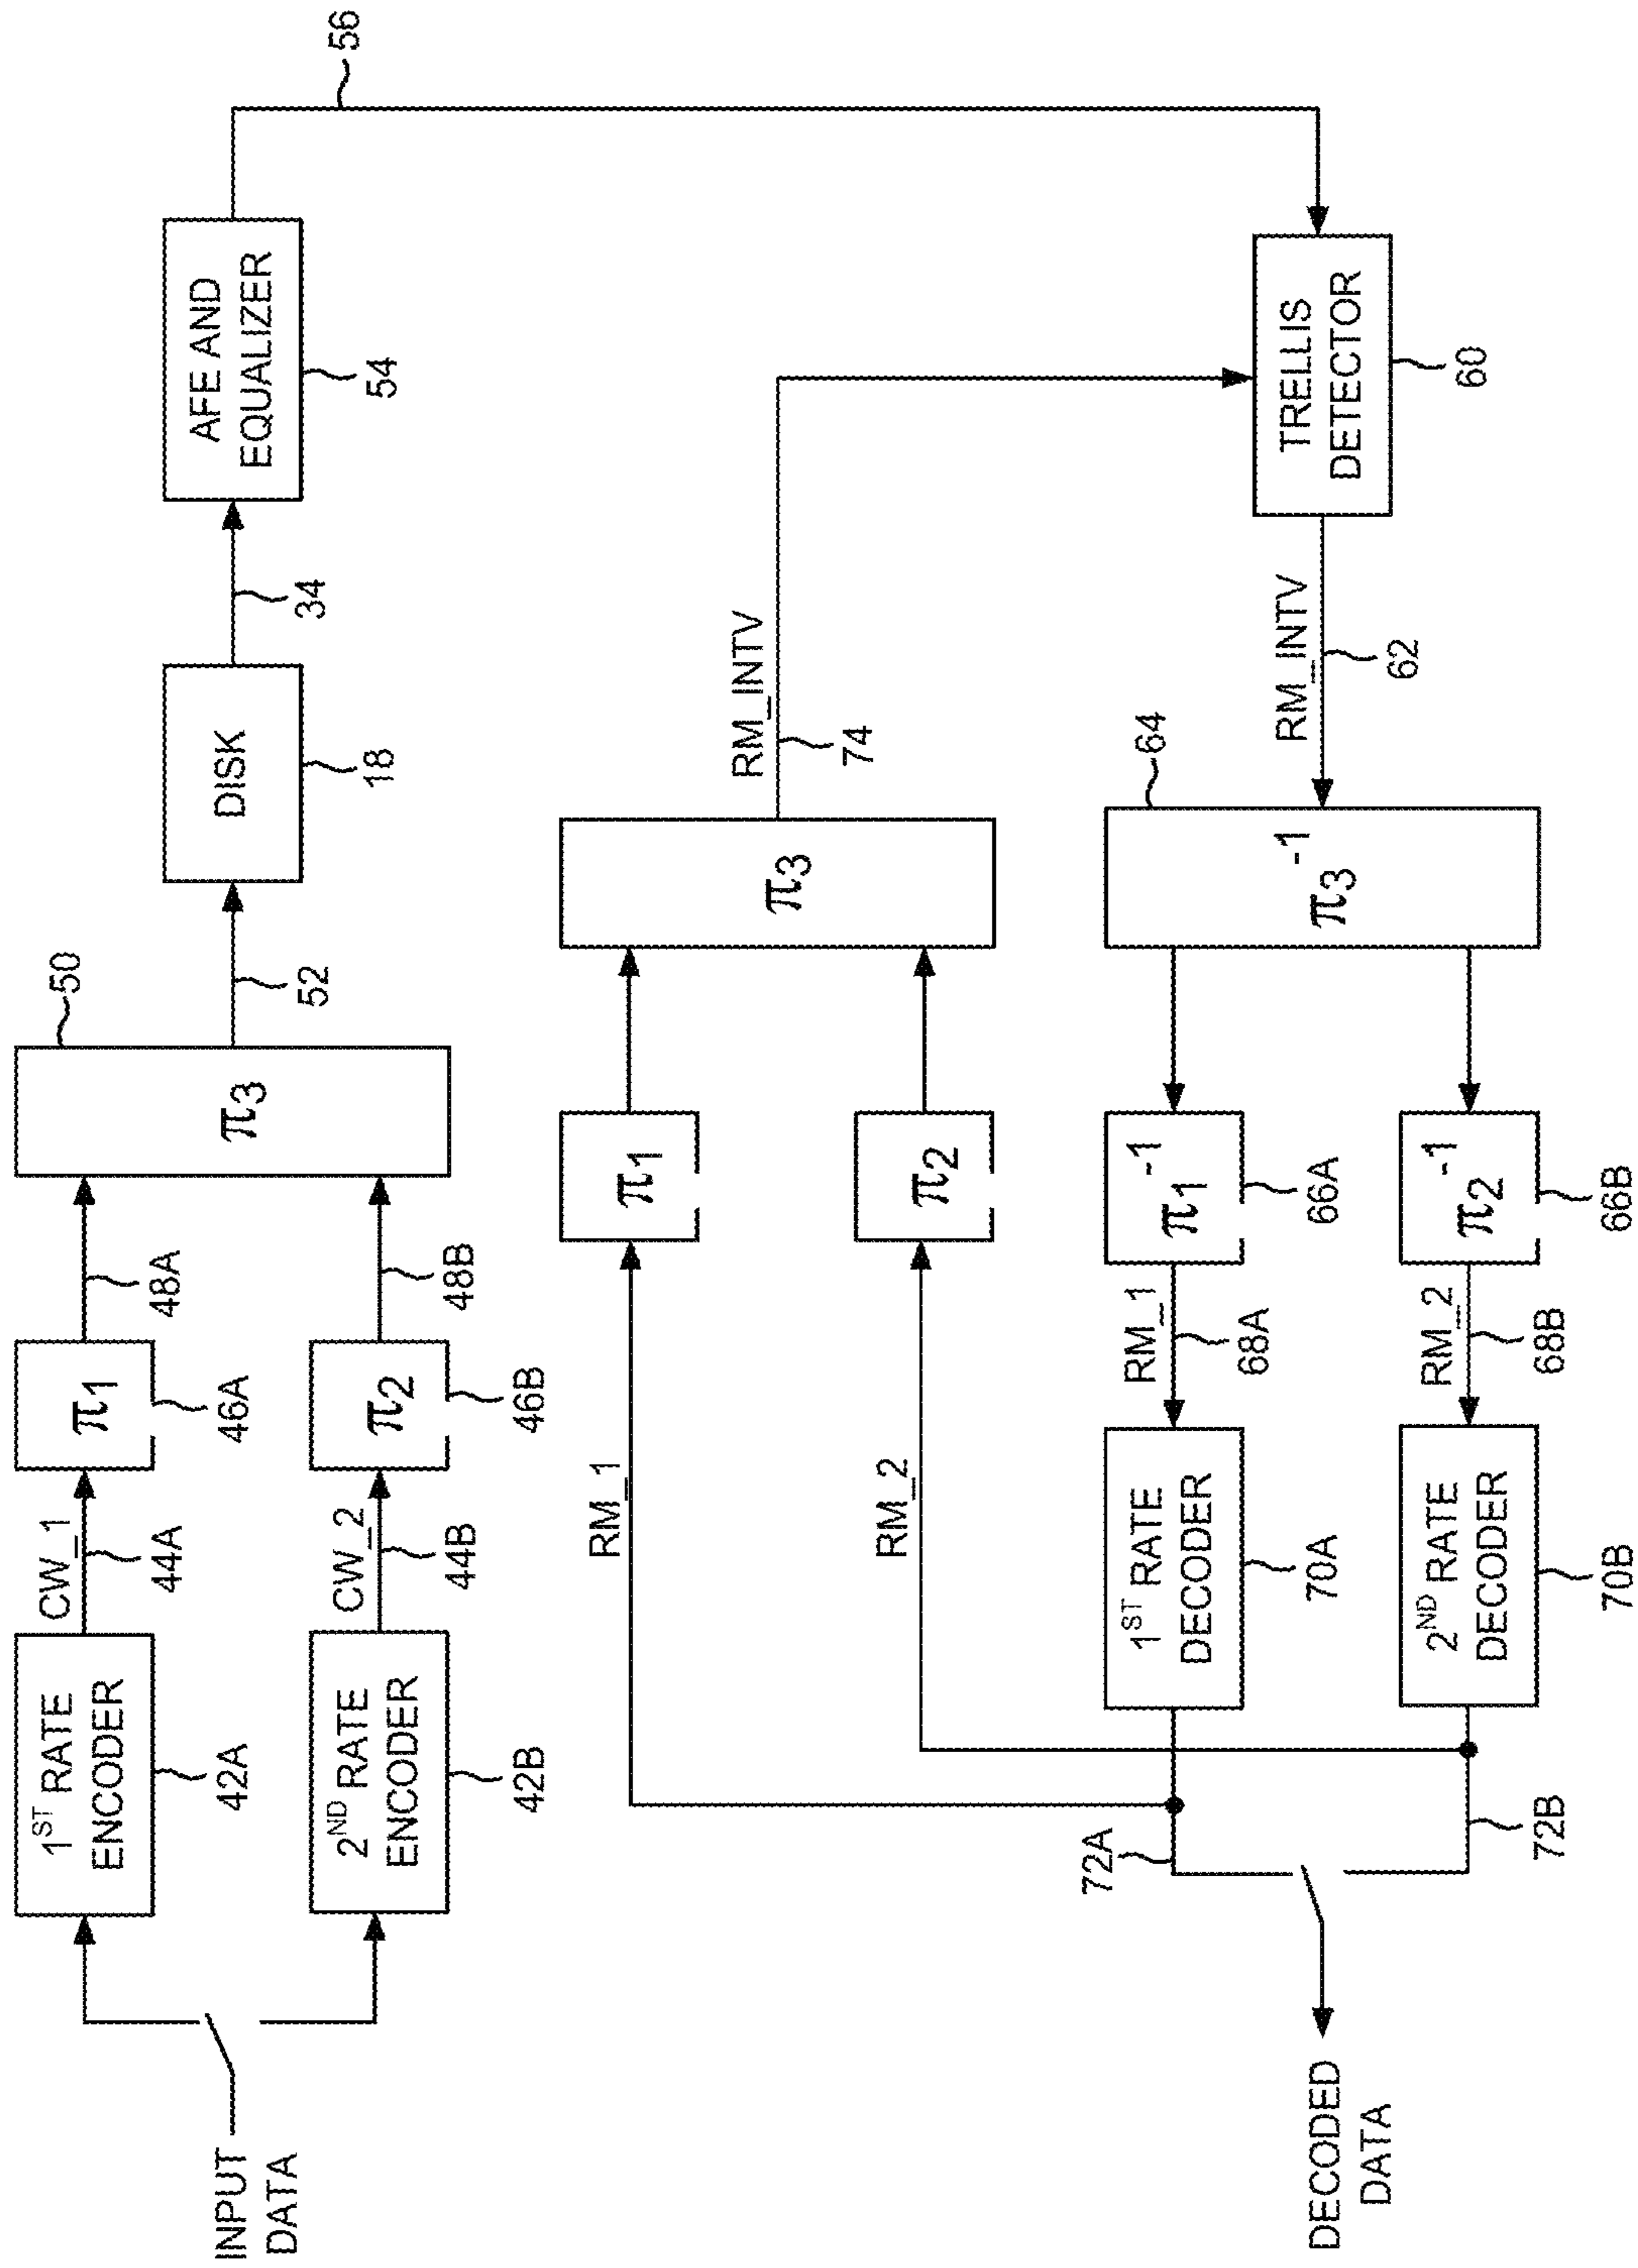 INPUT
DATA
1ST RATE
ENCODER
42A
CW_1
44A
π1
46A
48A
2ND RATE
ENCODER
42B
CW_2
44B
π2
46B
48B
π3
50
52
DISK
18
34
AFE AND
EQUALIZER
54
56
RM_1
π1
RM_2
π2
π3
RM_INTV
74
TRELLIS
DETECTOR
60
RM_INTV
62
π3-1
64
π1-1
66A
RM_1
68A
1ST RATE
DECODER
70A
72A
π2-1
66B
RM_2
68B
2ND RATE
DECODER
70B
72B
DECODED
DATA